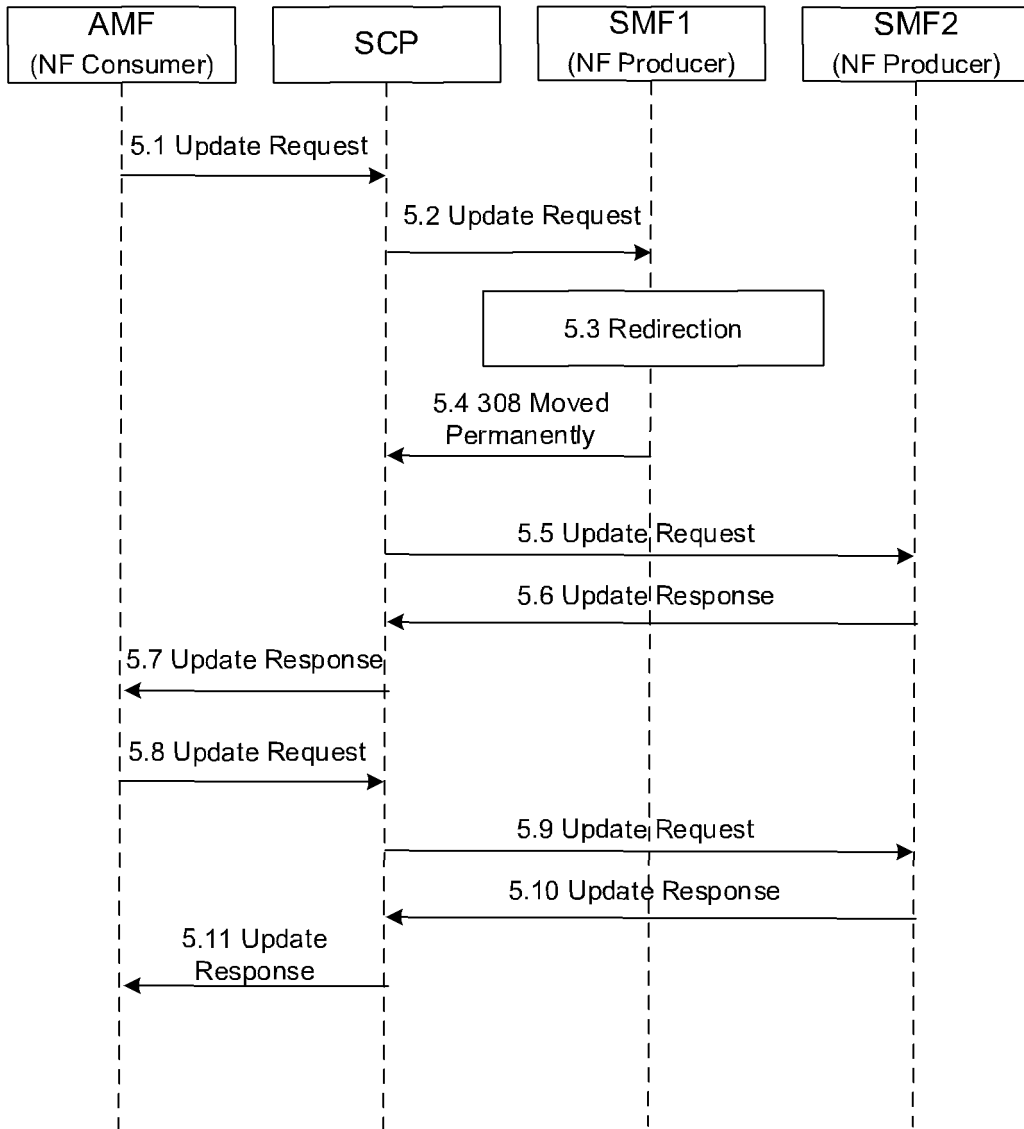 AMF
(NF Consumer)
SCP
SMF1
(NF Producer)
SMF2
(NF Producer)
5.1 Update Request
5.2 Update Request
5.3 Redirection
5.4 308 Moved
Permanently
5.5 Update Request
5.6 Update Response
5.7 Update Response
5.8 Update Request
5.9 Update Request
5.10 Update Response
5.11 Update
Response